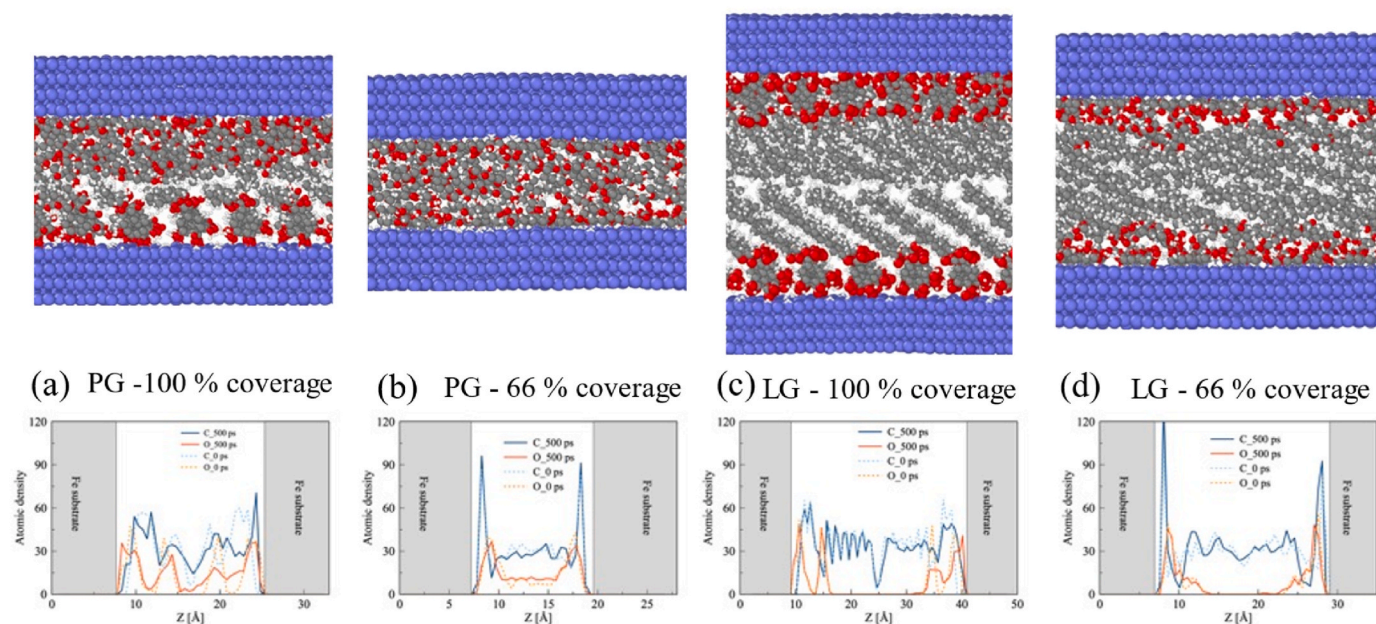 (a) PG -100 % coverage
(b) PG - 66 % coverage
(c) LG - 100 % coverage
(d) LG - 66 % coverage
120
90
60
30
0
Atomic density
Fe substrate
C_500 ps
O_500 ps
C_0 ps
O_0 ps
Fe substrate
0 10 20 30
Z [Å]
120
90
60
30
0
Atomic density
Fe substrate
C_500 ps
O_500 ps
C_0 ps
O_0 ps
Fe substrate
0 10 20
Z [Å]
120
90
60
30
0
Atomic density
Fe substrate
C_500 ps
O_500 ps
C_0 ps
O_0 ps
Fe substrate
0 10 20 30 40 50
Z [Å]
120
90
60
30
0
Atomic density
Fe substrate
C_500 ps
O_500 ps
C_0 ps
O_0 ps
Fe substrate
0 10 20 30
Z [Å]